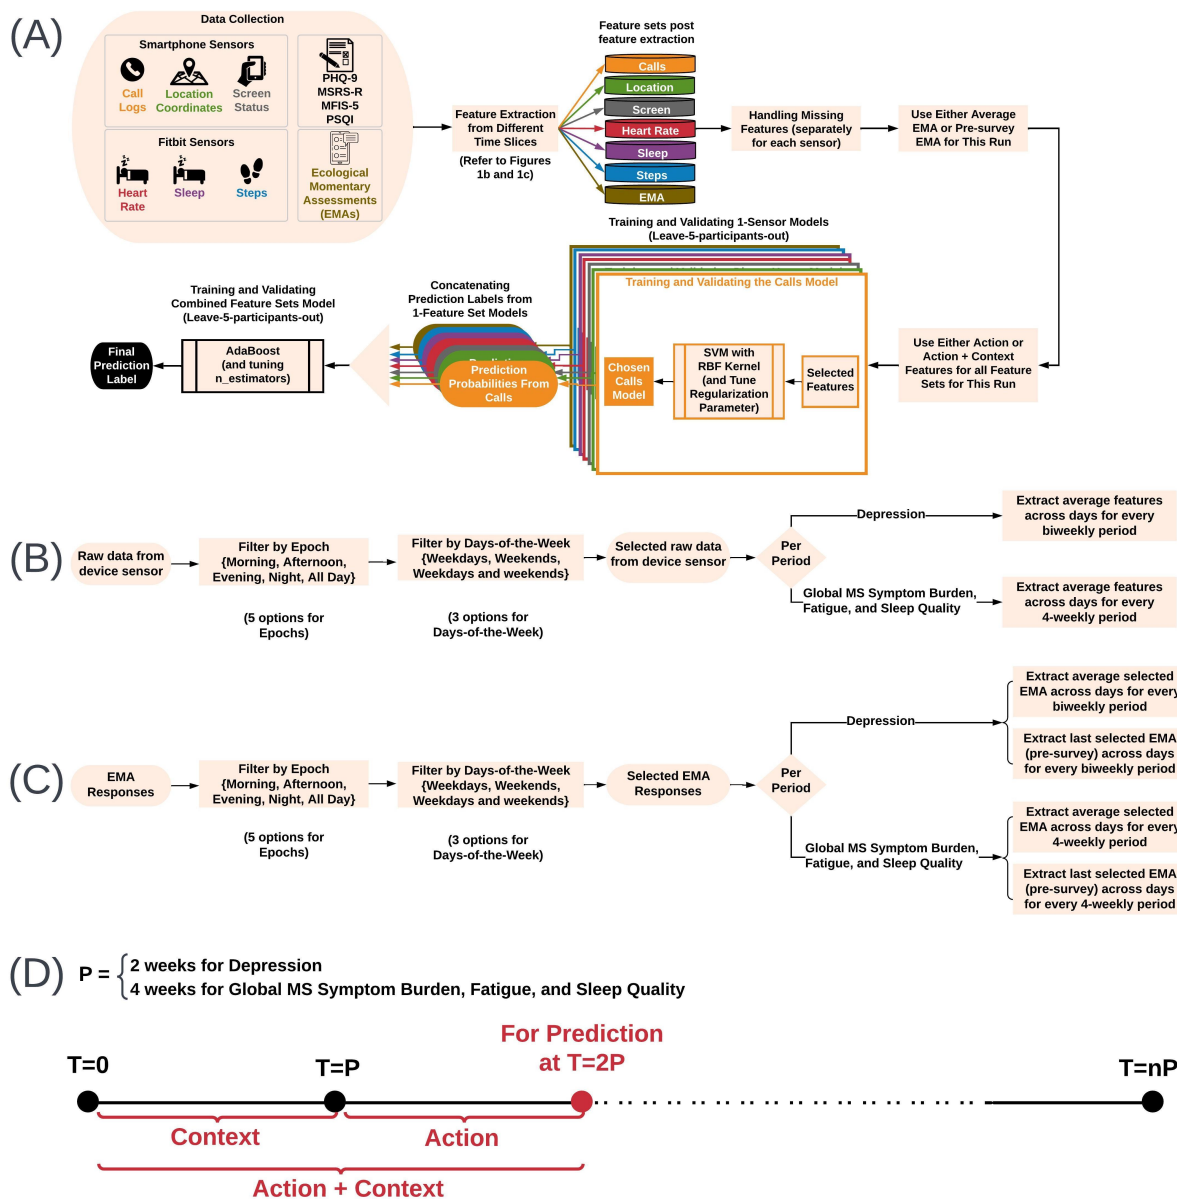 (A)
Data Collection
Smartphone Sensors
Call
Logs
Location
Coordinates
Screen
Status
PHQ-9
MSRS-R
MFIS-5
PSQI
Fitbit Sensors
Heart
Rate
Sleep
Steps
Ecological
Momentary
Assessments
(EMAs)
Feature Extraction
from Different
Time Slices
(Refer to Figures
1b and 1c)
Feature sets post
feature extraction
Calls
Location
Screen
Heart Rate
Sleep
Steps
EMA
Handling Missing
Features (separately
for each sensor)
Use Either Average
EMA or Pre-survey
EMA for This Run
Use Either Action or
Action + Context
Features for all Feature
Sets for This Run
Training and Validating 1-Sensor Models
(Leave-5-participants-out)
Training and Validating the Calls Model
Selected
Features
SVM with
RBF Kernel
(and Tune
Regularization
Parameter)
Chosen
Calls
Model
Concatenating
Prediction Labels from
1-Feature Set Models
Prediction
Probabilities From
Calls
Training and Validating
Combined Feature Sets Model
(Leave-5-participants-out)
AdaBoost
(and tuning
n_estimators)
Final
Prediction
Label
(B)
Raw data from
device sensor
Filter by Epoch
{Morning, Afternoon,
Evening, Night, All Day}
(5 options for
Epochs)
Filter by Days-of-the-Week
{Weekdays, Weekends,
Weekdays and weekends}
(3 options for
Days-of-the-Week)
Selected raw data
from device sensor
Per
Period
Depression
Extract average features
across days for every
biweekly period
Global MS Symptom Burden,
Fatigue, and Sleep Quality
Extract average features
across days for every
4-weekly period
(C)
EMA
Responses
Filter by Epoch
{Morning, Afternoon,
Evening, Night, All Day}
(5 options for
Epochs)
Filter by Days-of-the-Week
{Weekdays, Weekends,
Weekdays and weekends}
(3 options for
Days-of-the-Week)
Selected EMA
Responses
Per
Period
Depression
Extract average selected
EMA across days for every
biweekly period
Extract last selected EMA
(pre-survey) across days
for every biweekly period
Global MS Symptom Burden,
Fatigue, and Sleep Quality
Extract average selected
EMA across days for every
4-weekly period
Extract last selected EMA
(pre-survey) across days
for every 4-weekly period
(D)
P =
2 weeks for Depression
4 weeks for Global MS Symptom Burden, Fatigue, and Sleep Quality
For Prediction
at T=2P
T=0
T=P
T=nP
Context
Action
Action + Context